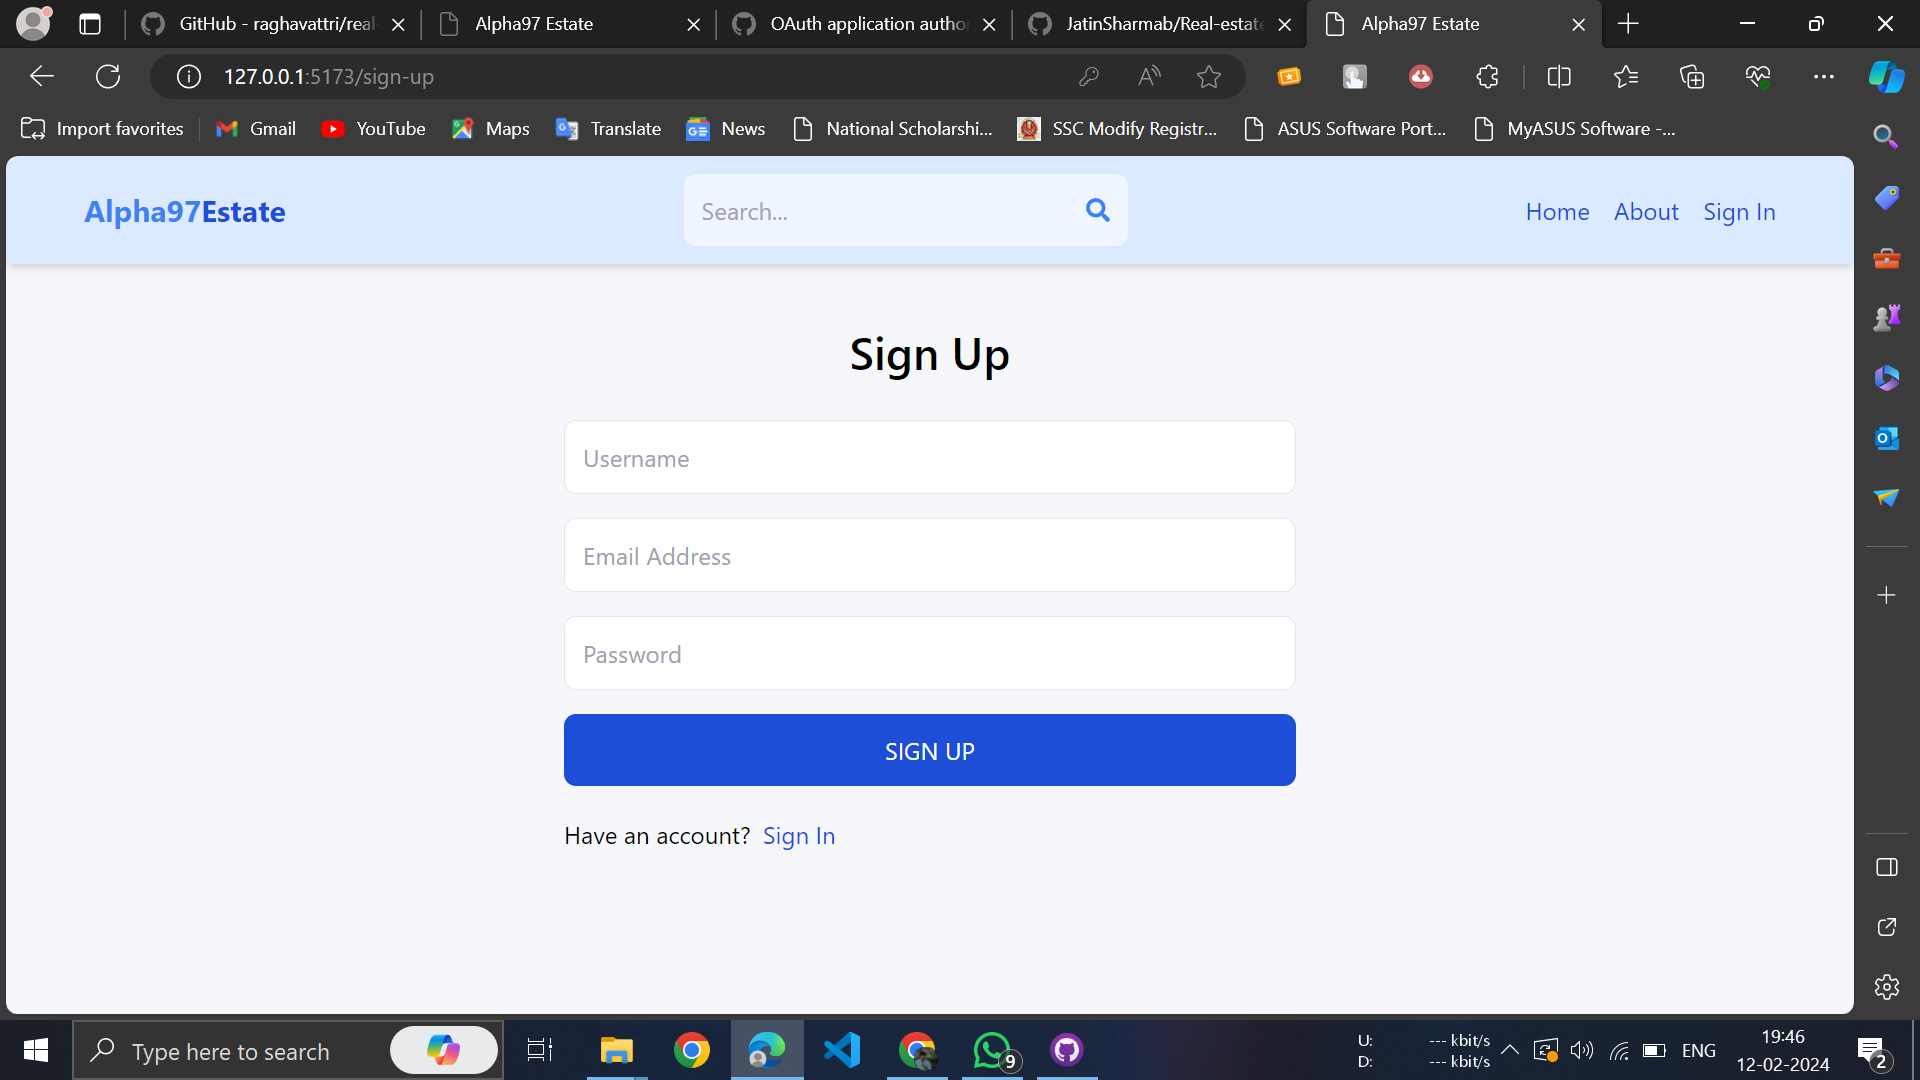 GitHub - raghavattri/real-
Alpha97 Estate
OAuth application author
JatinSharmab/Real-estate
Alpha97 Estate
127.0.0.1:5173/sign-up
Import favorites
Gmail
YouTube
Maps
Translate
News
National Scholarshi...
SSC Modify Registr...
ASUS Software Port...
MyASUS Software -...
Alpha97Estate
Search...
Home
About
Sign In
Sign Up
Username
Email Address
Password
SIGN UP
Have an account? Sign In
Type here to search
9
U: --- kbit/s
D: --- kbit/s
ENG
19:46
12-02-2024
2